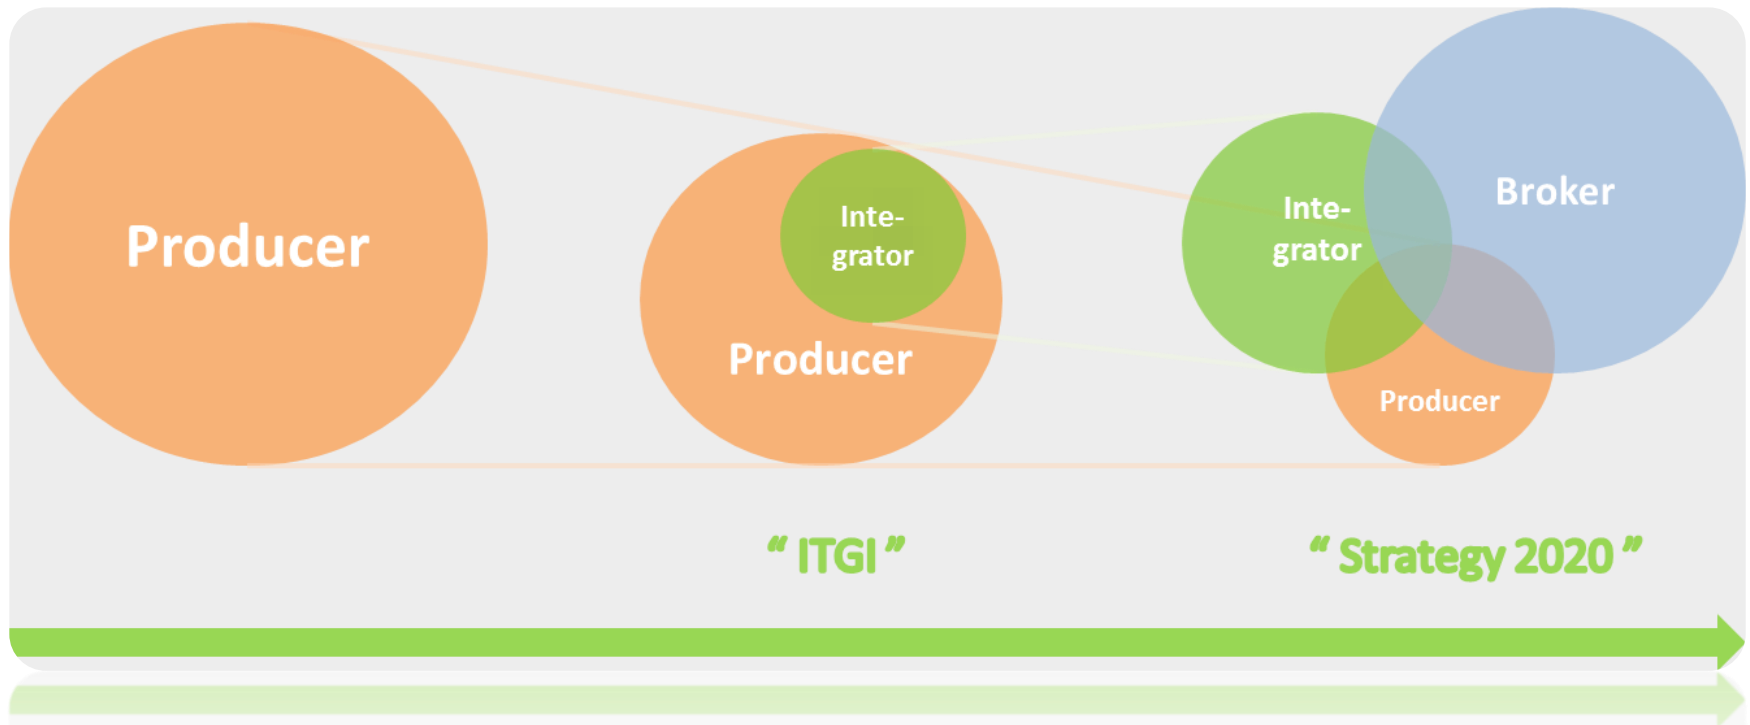 Producer
Inte-
grator
Producer
Inte-
grator
Broker
Producer
“ ITGI ”
“ Strategy 2020 ”